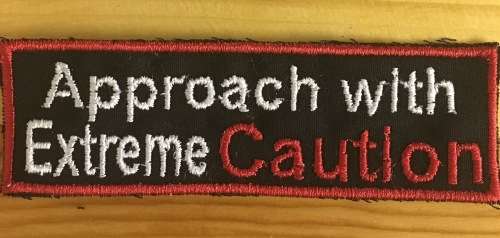 Approach with
Extreme Caution